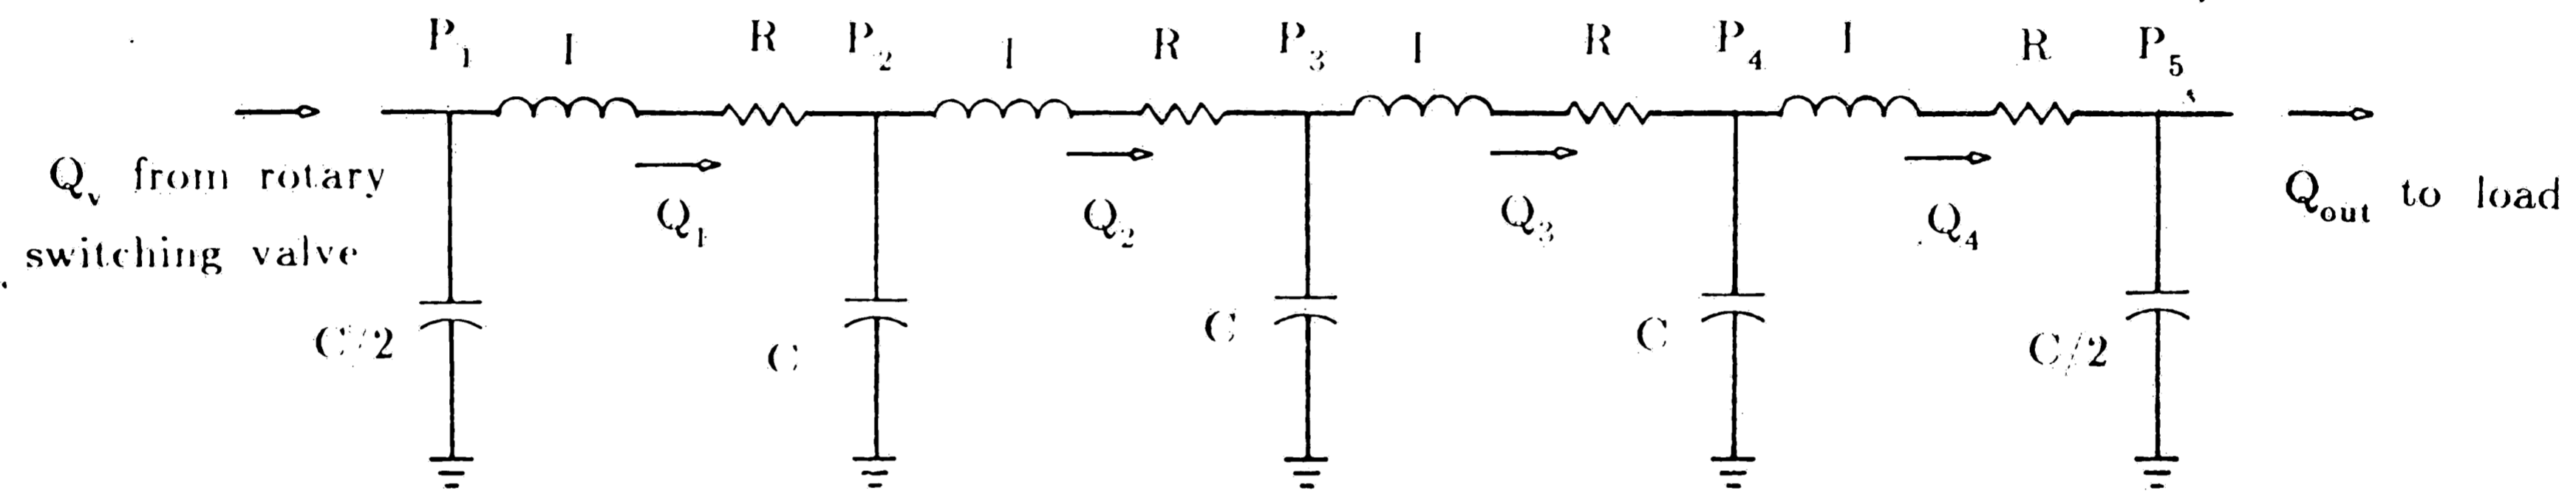 P1 I R P2 I R P3 I R P4 I R P5
Qv from rotary
switching valve
Q1 Q2 Q3 Q4
Qout to load
C/2 C C C C/2